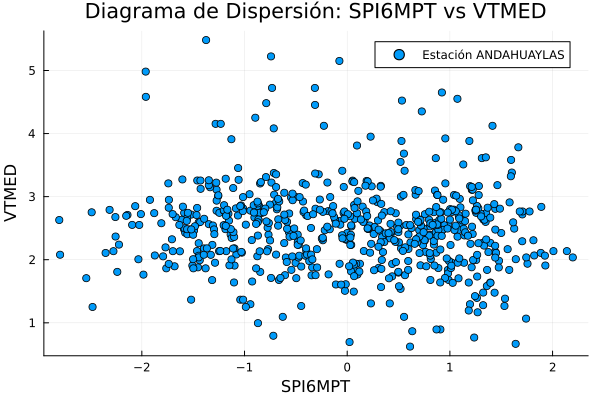 Diagrama de Dispersión: SPI6MPT vs VTMED
Estación ANDAHUAYLAS
VTMED
5
4
3
2
1
−2
−1
0
1
2
SPI6MPT